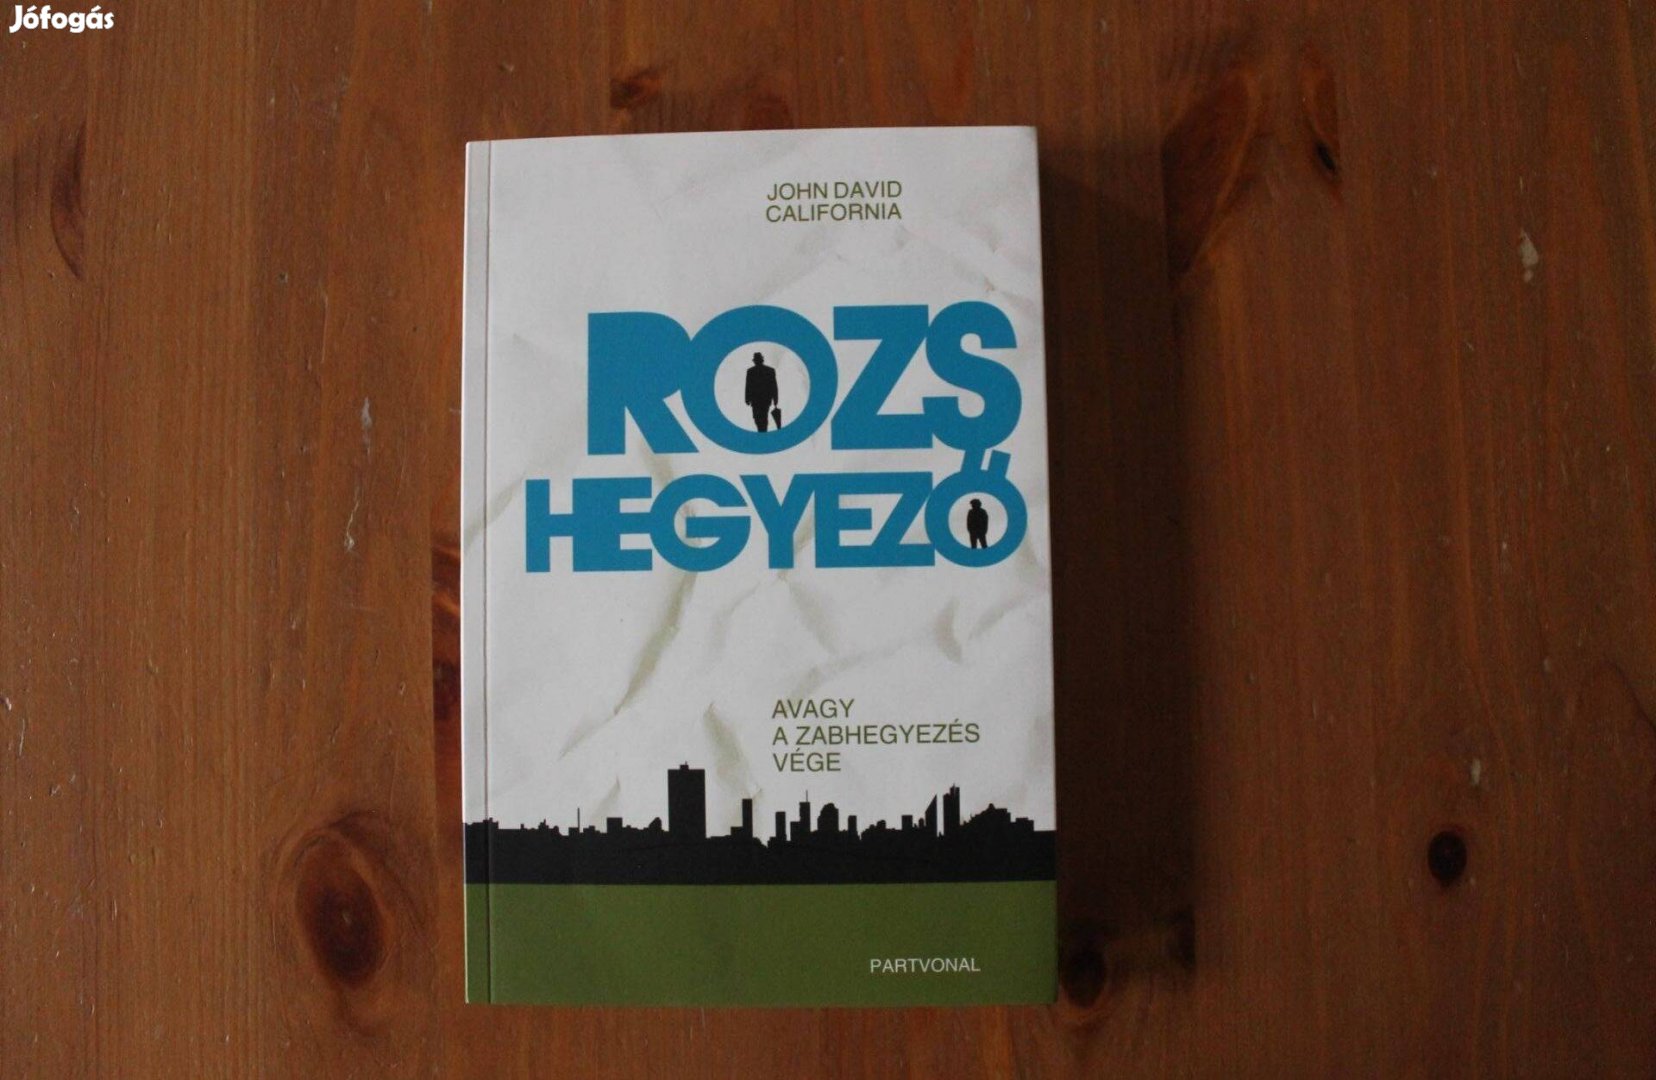 Jófogás
JOHN DAVID
CALIFORNIA
ROZS
HEGYEZŐ
AVAGY
A ZABHEGYEZÉS
VÉGE
PARTVONAL